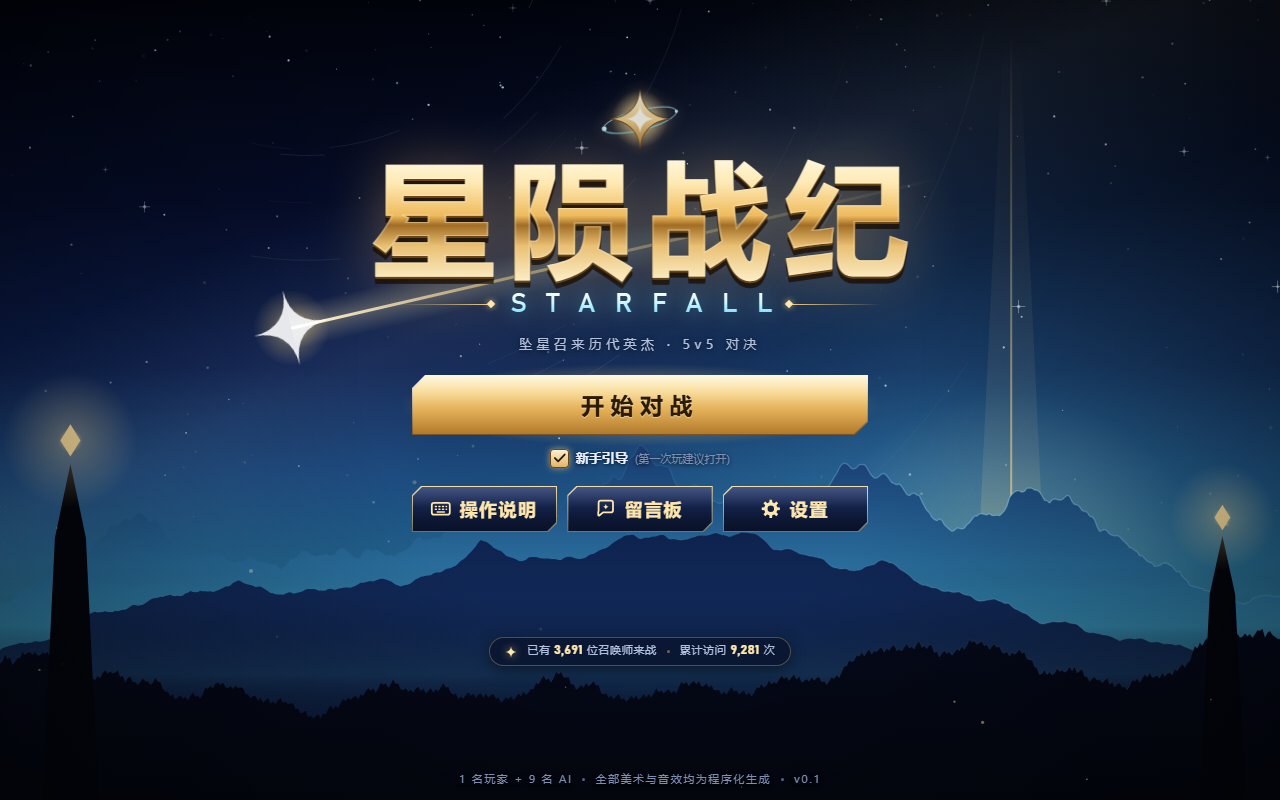 星陨战纪
STARFALL
坠星召来历代英杰 · 5v5 对决
开始对战
新手引导 (第一次玩建议打开)
操作说明 留言板 设置
已有 3,691 位召唤师来战 · 累计访问 9,281 次
1 名玩家 + 9 名 AI · 全部美术与音效均为程序化生成 · v0.1